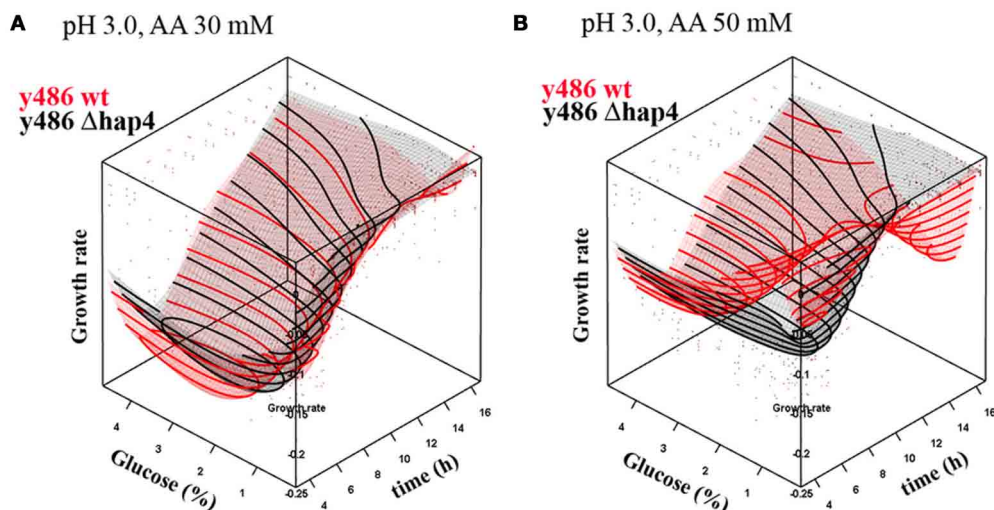 A pH 3.0, AA 30 mM
y486 wt
y486 Δhap4
Growth rate
0
-0.1
-0.15
-0.2
-0.25
Growth rate
4
3
2
1
Glucose (%)
4
6
8
10
12
14
16
time (h)
B pH 3.0, AA 50 mM
y486 wt
y486 Δhap4
Growth rate
0
-0.1
-0.15
-0.2
-0.25
Growth rate
4
3
2
1
Glucose (%)
4
6
8
10
12
14
16
time (h)